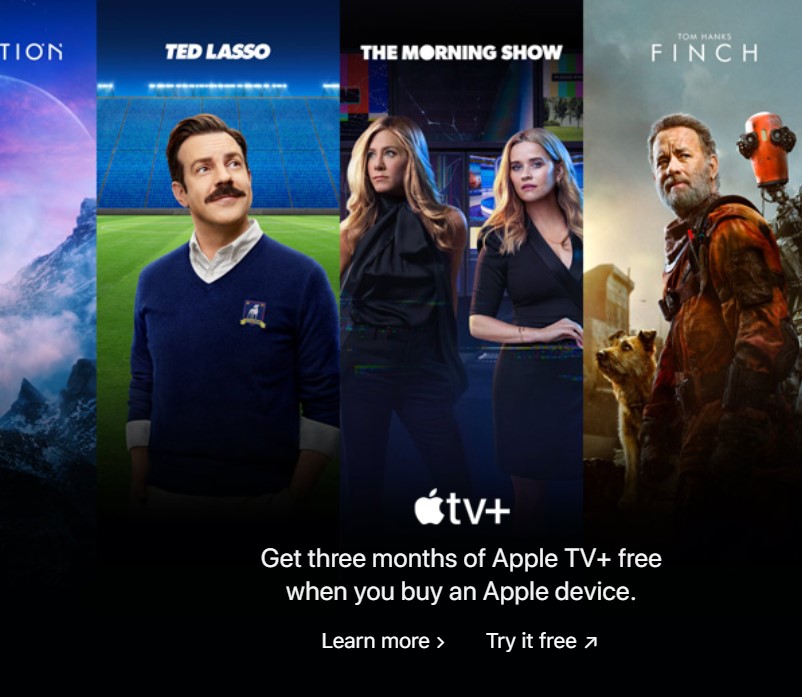 TION
TED LASSO
THE MORNING SHOW
TOM HANKS
FINCH
tv+
Get three months of Apple TV+ free
when you buy an Apple device.
Learn more ›
Try it free ↗